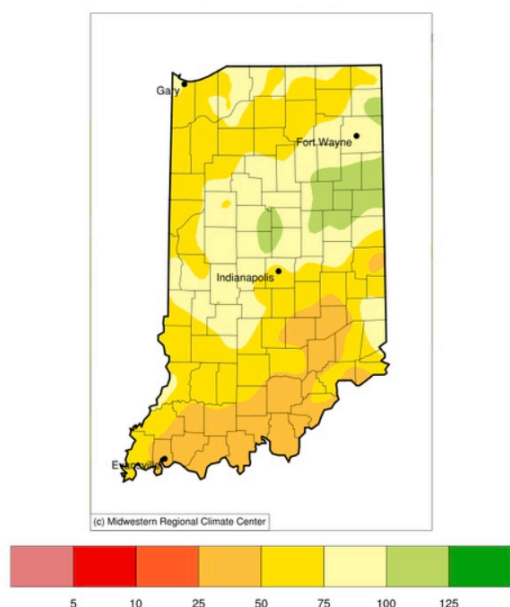 Gary
Fort Wayne
Indianapolis
Evansville
(c) Midwestern Regional Climate Center
5 10 25 50 75 100 125